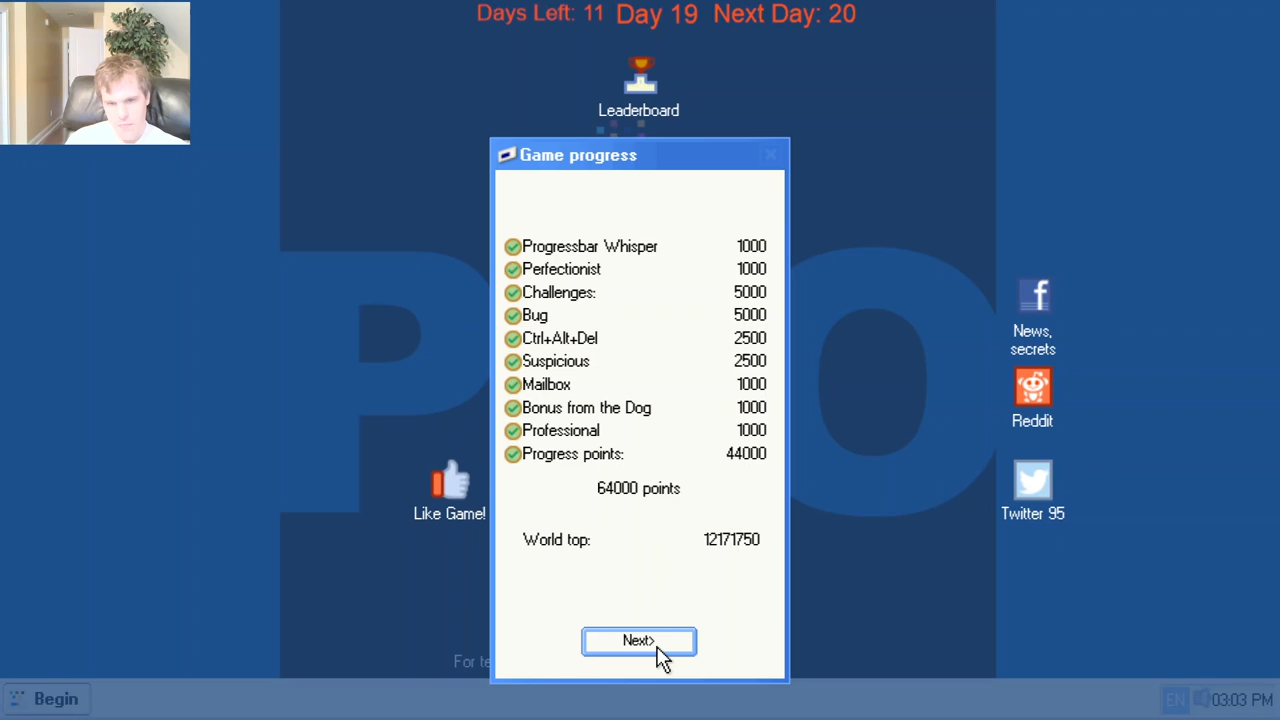 Days Left: 11 Day 19 Next Day: 20
Leaderboard
Game progress
Progressbar Whisper 1000
Perfectionist 1000
Challenges: 5000
Bug 5000
Ctrl+Alt+Del 2500
Suspicious 2500
Mailbox 1000
Bonus from the Dog 1000
Professional 1000
Progress points: 44000
64000 points
World top: 12171750
Next>
Like Game!
News,
secrets
Reddit
Twitter 95
For te
Begin
EN 03:03 PM